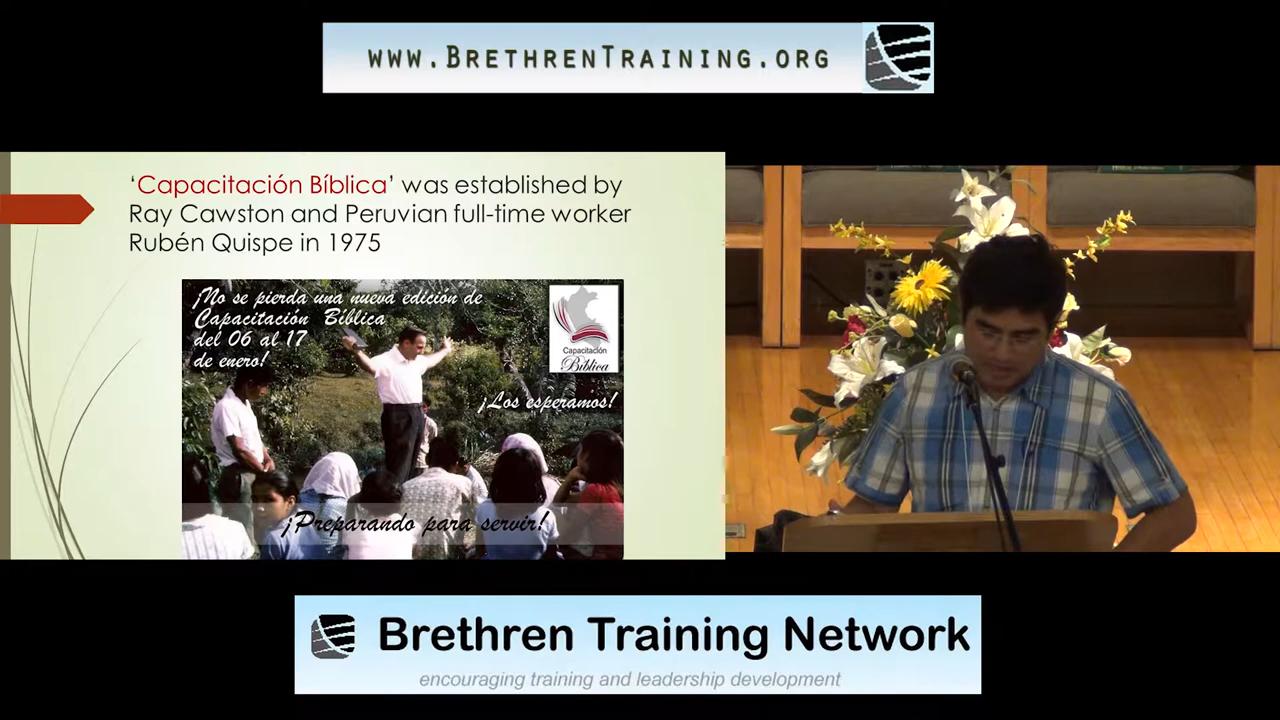 www.BrethrenTraining.org
‘Capacitación Bíblica’ was established by
Ray Cawston and Peruvian full-time worker
Rubén Quispe in 1975
¡No se pierda una nueva edición de
Capacitación Bíblica
del 06 al 17
de enero!
Capacitación
Bíblica
¡Los esperamos!
¡Preparando para servir!
Brethren Training Network
encouraging training and leadership development